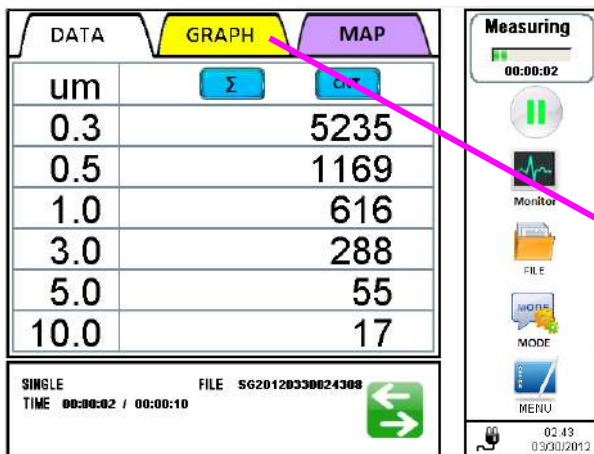 DATA GRAPH MAP
um Σ CNT
0.3 5235
0.5 1169
1.0 616
3.0 288
5.0 55
10.0 17
SINGLE FILE SG20120330024308
TIME 00:00:02 / 00:00:10
Measuring
00:00:02
Monitor
FILE
MODE
MODE
MENU
02:43
03/30/2012